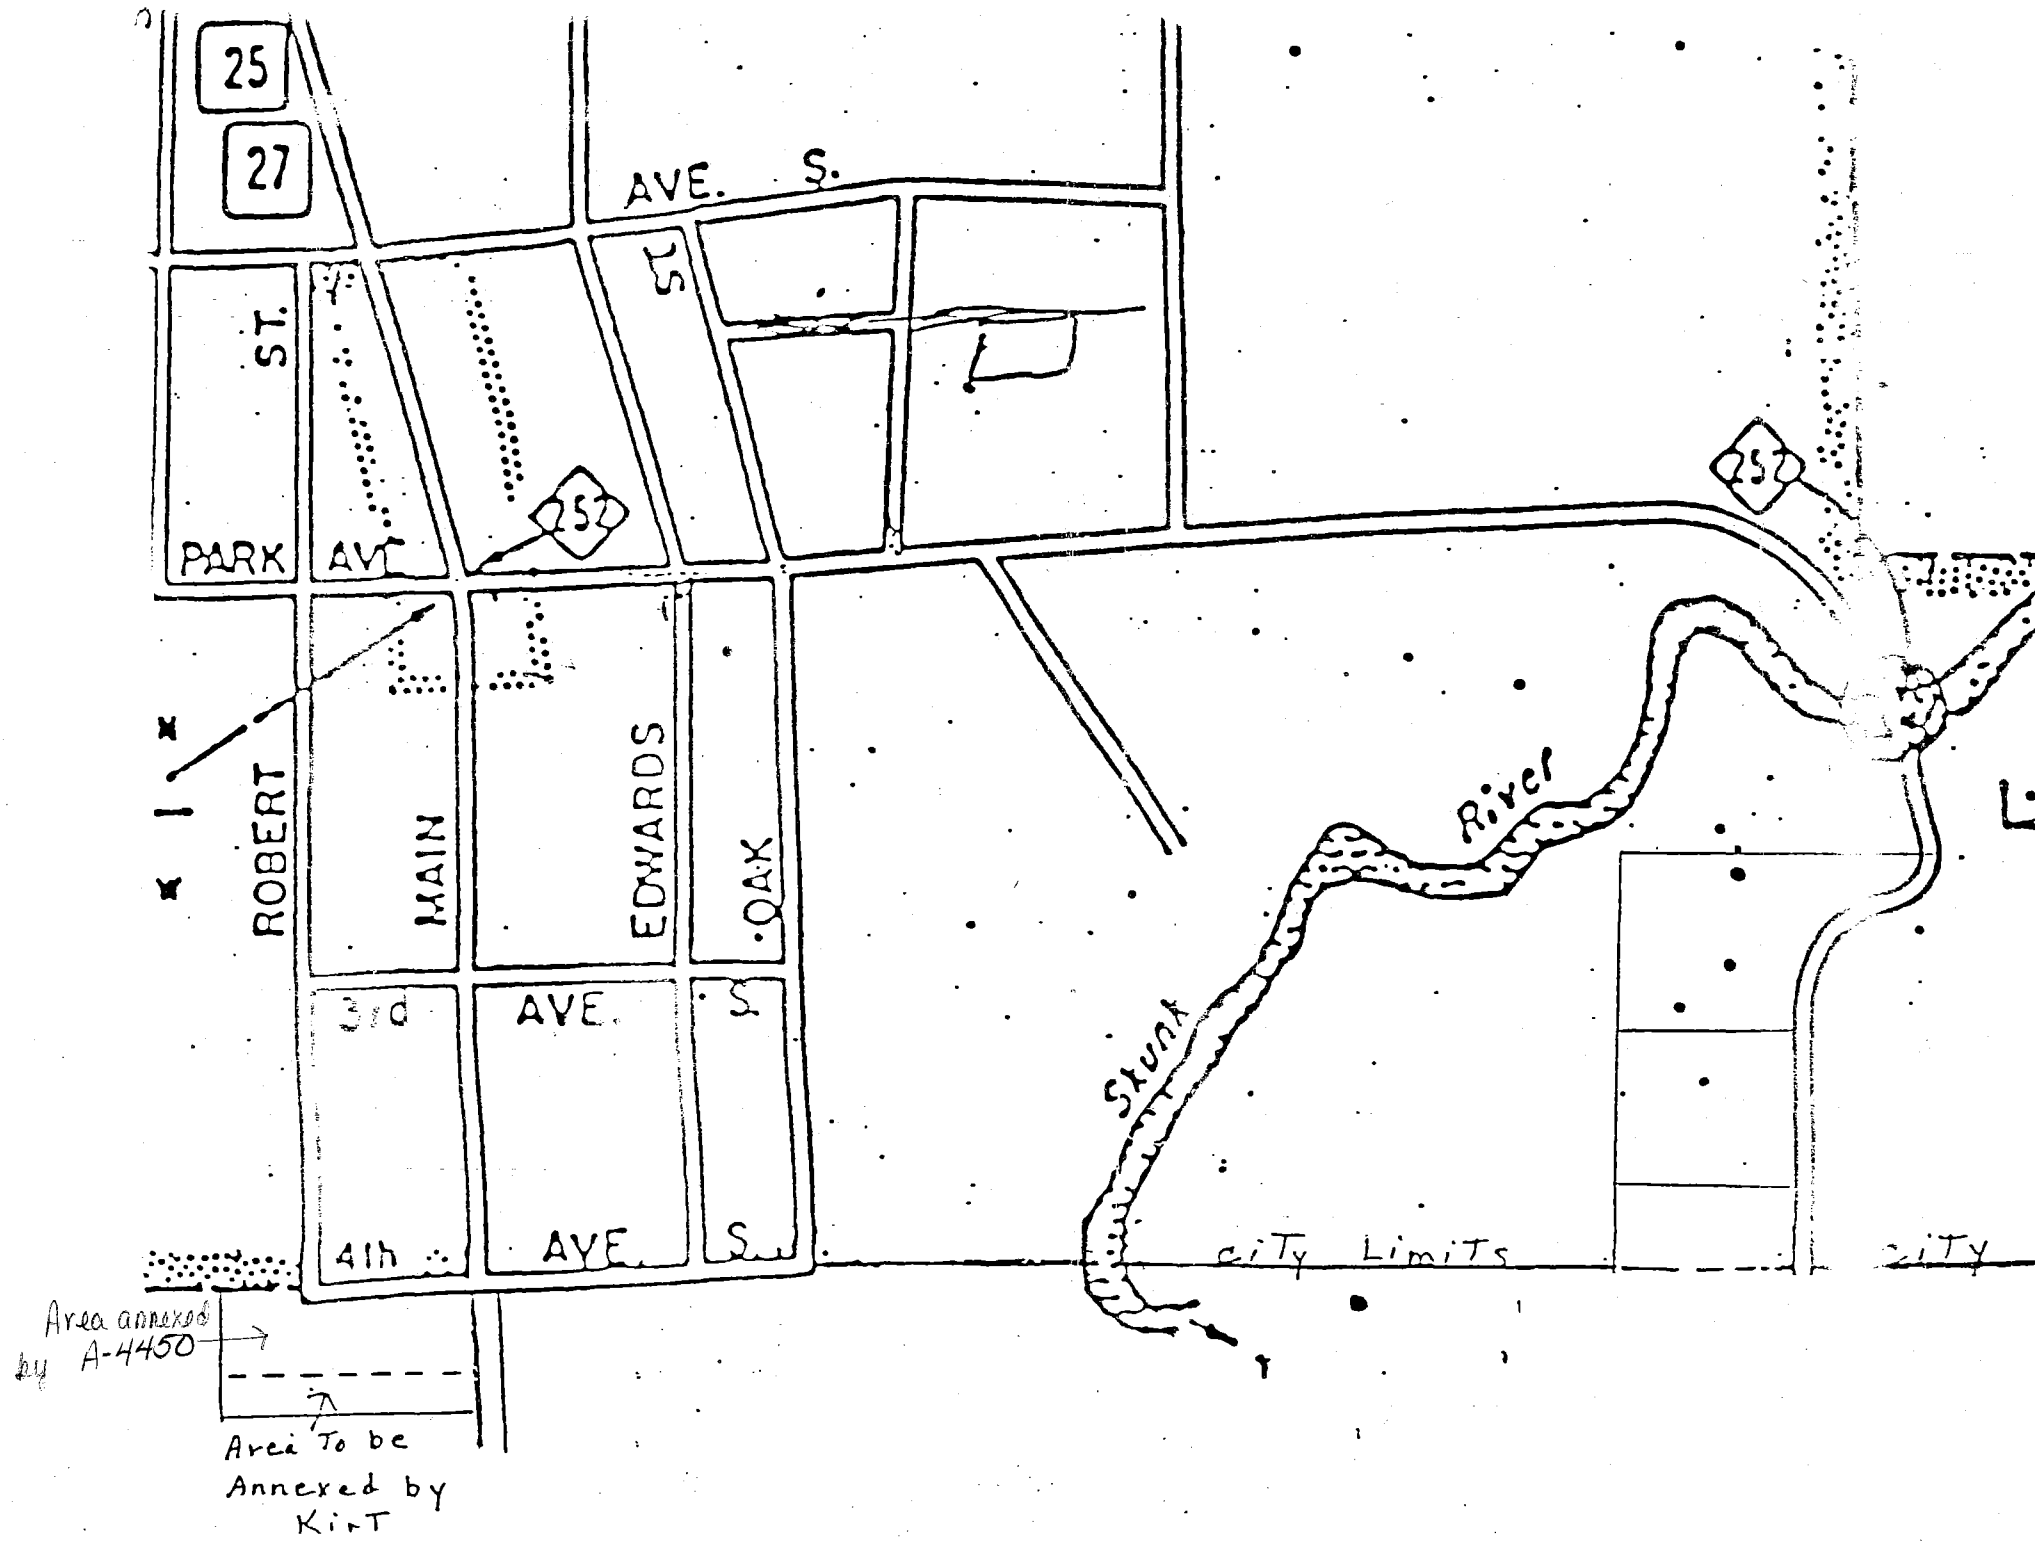 25
27
AVE. S.
ST.
ST.
252
252
PARK AVE
ROBERT
MAIN
EDWARDS
OAK
River
Skunk
3rd AVE. S
4th AVE S
CiTy LimiTs
CiTY
Area annexed
by A-4450
Area To be
Annexed by
KirT